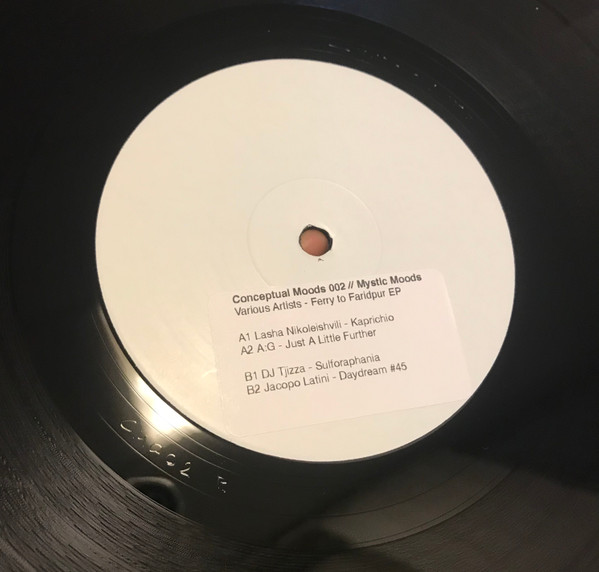 Conceptual Moods 002 // Mystic Moods
Various Artists - Ferry to Faridpur EP
A1 Lasha Nikoleishvili - Kaprichio
A2 A:G - Just A Little Further
B1 DJ Tjizza - Sulforaphania
B2 Jacopo Latini - Daydream #45